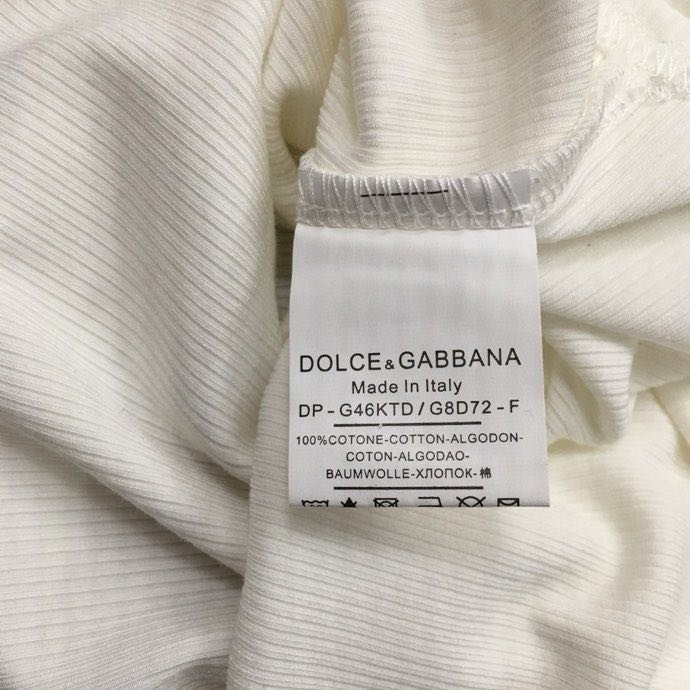 DOLCE&GABBANA
Made In Italy
DP-G46KTD/G8D72-F
100%COTONE-COTTON-ALGODON-
COTON-ALGODAO-
BAUMWOLLE-ХЛОПОК-棉